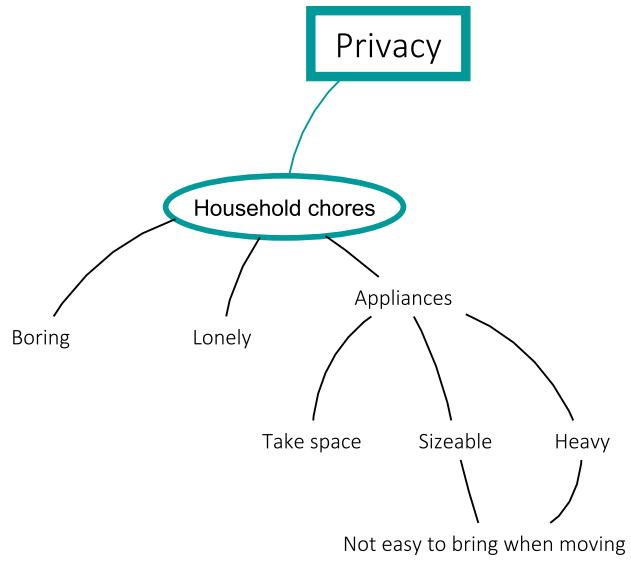 Privacy
Household chores
Appliances
Boring
Lonely
Take space
Sizeable
Heavy
Not easy to bring when moving